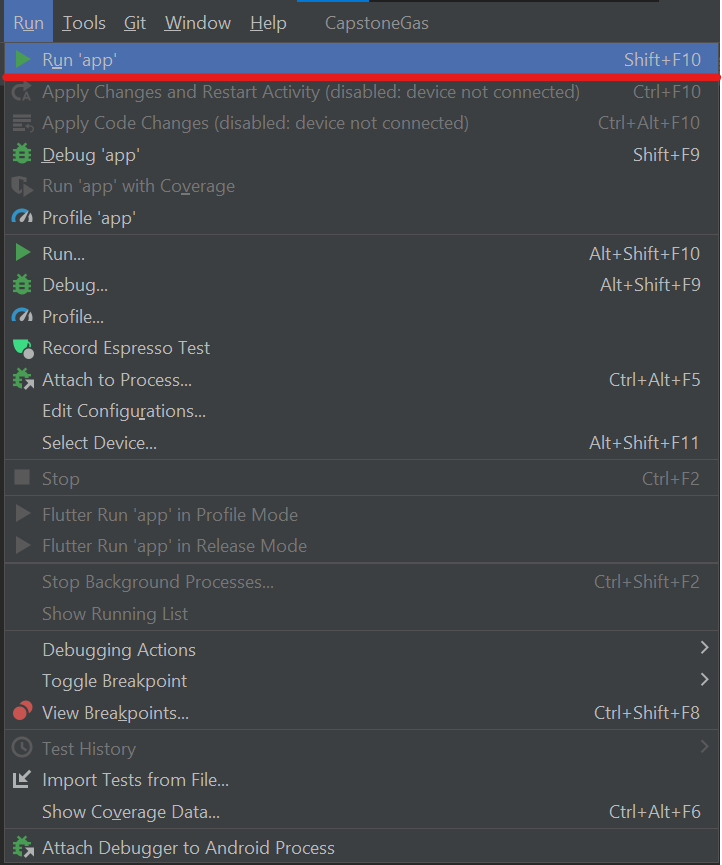 Run Tools Git Window Help CapstoneGas
Run 'app' Shift+F10
Apply Changes and Restart Activity (disabled: device not connected) Ctrl+F10
Apply Code Changes (disabled: device not connected) Ctrl+Alt+F10
Debug 'app' Shift+F9
Run 'app' with Coverage
Profile 'app'
Run... Alt+Shift+F10
Debug... Alt+Shift+F9
Profile...
Record Espresso Test
Attach to Process... Ctrl+Alt+F5
Edit Configurations...
Select Device... Alt+Shift+F11
Stop Ctrl+F2
Flutter Run 'app' in Profile Mode
Flutter Run 'app' in Release Mode
Stop Background Processes... Ctrl+Shift+F2
Show Running List
Debugging Actions
Toggle Breakpoint
View Breakpoints... Ctrl+Shift+F8
Test History
Import Tests from File...
Show Coverage Data... Ctrl+Alt+F6
Attach Debugger to Android Process